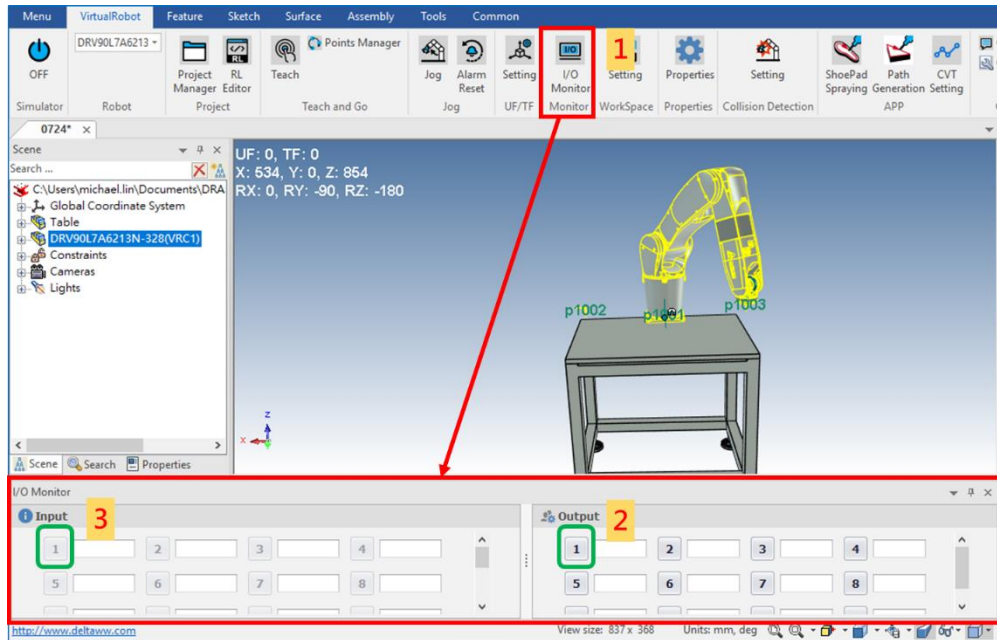 Menu VirtualRobot Feature Sketch Surface Assembly Tools Common
DRV90L7A6213
OFF
Project Manager
RL Editor
Teach
Points Manager
Jog
Alarm Reset
Setting
I/O Monitor
1
Setting
Properties
Setting
ShoePad Spraying
Path Generation
CVT Setting
Simulator Robot Project Teach and Go Jog UF/TF Monitor WorkSpace Properties Collision Detection APP
0724*
Scene
Search ...
C:\Users\michael.lin\Documents\DRA
Global Coordinate System
Table
DRV90L7A6213N-328(VRC1)
Constraints
Cameras
Lights
UF: 0, TF: 0
X: 534, Y: 0, Z: 854
RX: 0, RY: -90, RZ: -180
p1002 p1001 p1003
z
x
Scene Search Properties
I/O Monitor
Input 3
1 2 3 4
5 6 7 8
Output 2
1 2 3 4
5 6 7 8
http://www.deltaww.com
View size: 837 x 368 Units: mm, deg